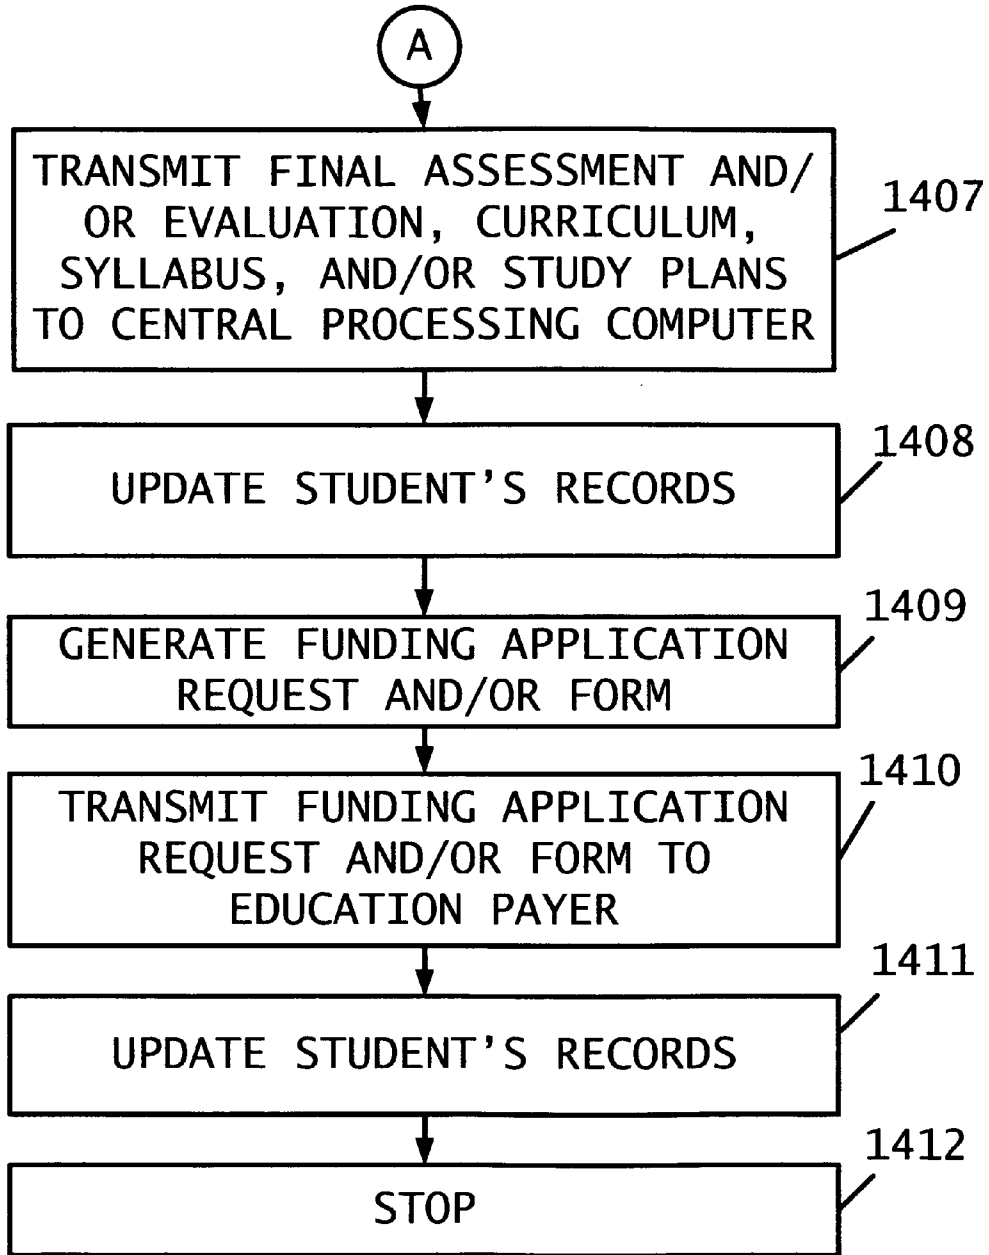 A
TRANSMIT FINAL ASSESSMENT AND/
OR EVALUATION, CURRICULUM,
SYLLABUS, AND/OR STUDY PLANS
TO CENTRAL PROCESSING COMPUTER
1407
UPDATE STUDENT'S RECORDS
1408
GENERATE FUNDING APPLICATION
REQUEST AND/OR FORM
1409
TRANSMIT FUNDING APPLICATION
REQUEST AND/OR FORM TO
EDUCATION PAYER
1410
UPDATE STUDENT'S RECORDS
1411
STOP
1412